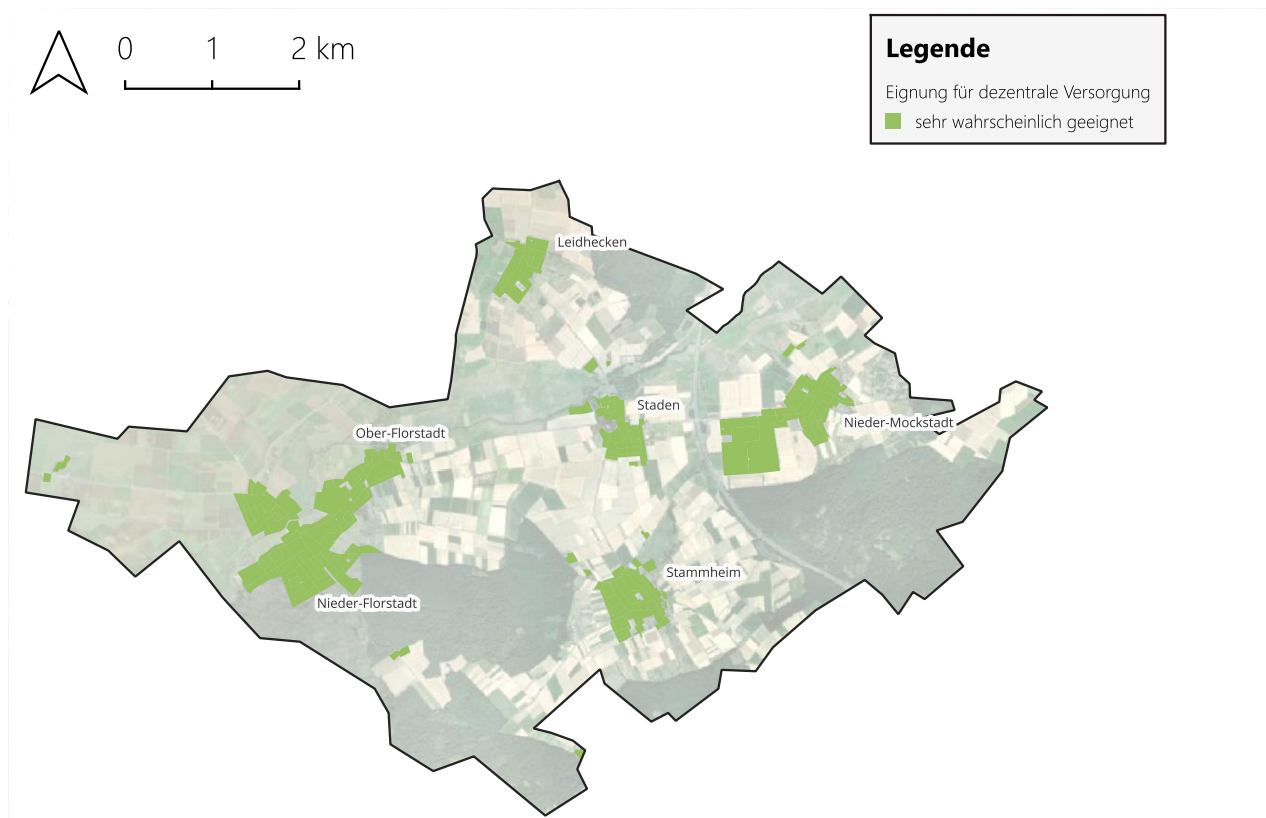 0 1 2 km
Legende
Eignung für dezentrale Versorgung
sehr wahrscheinlich geeignet
Leidhecken
Staden
Nieder-Mockstadt
Ober-Florstadt
Stammheim
Nieder-Florstadt